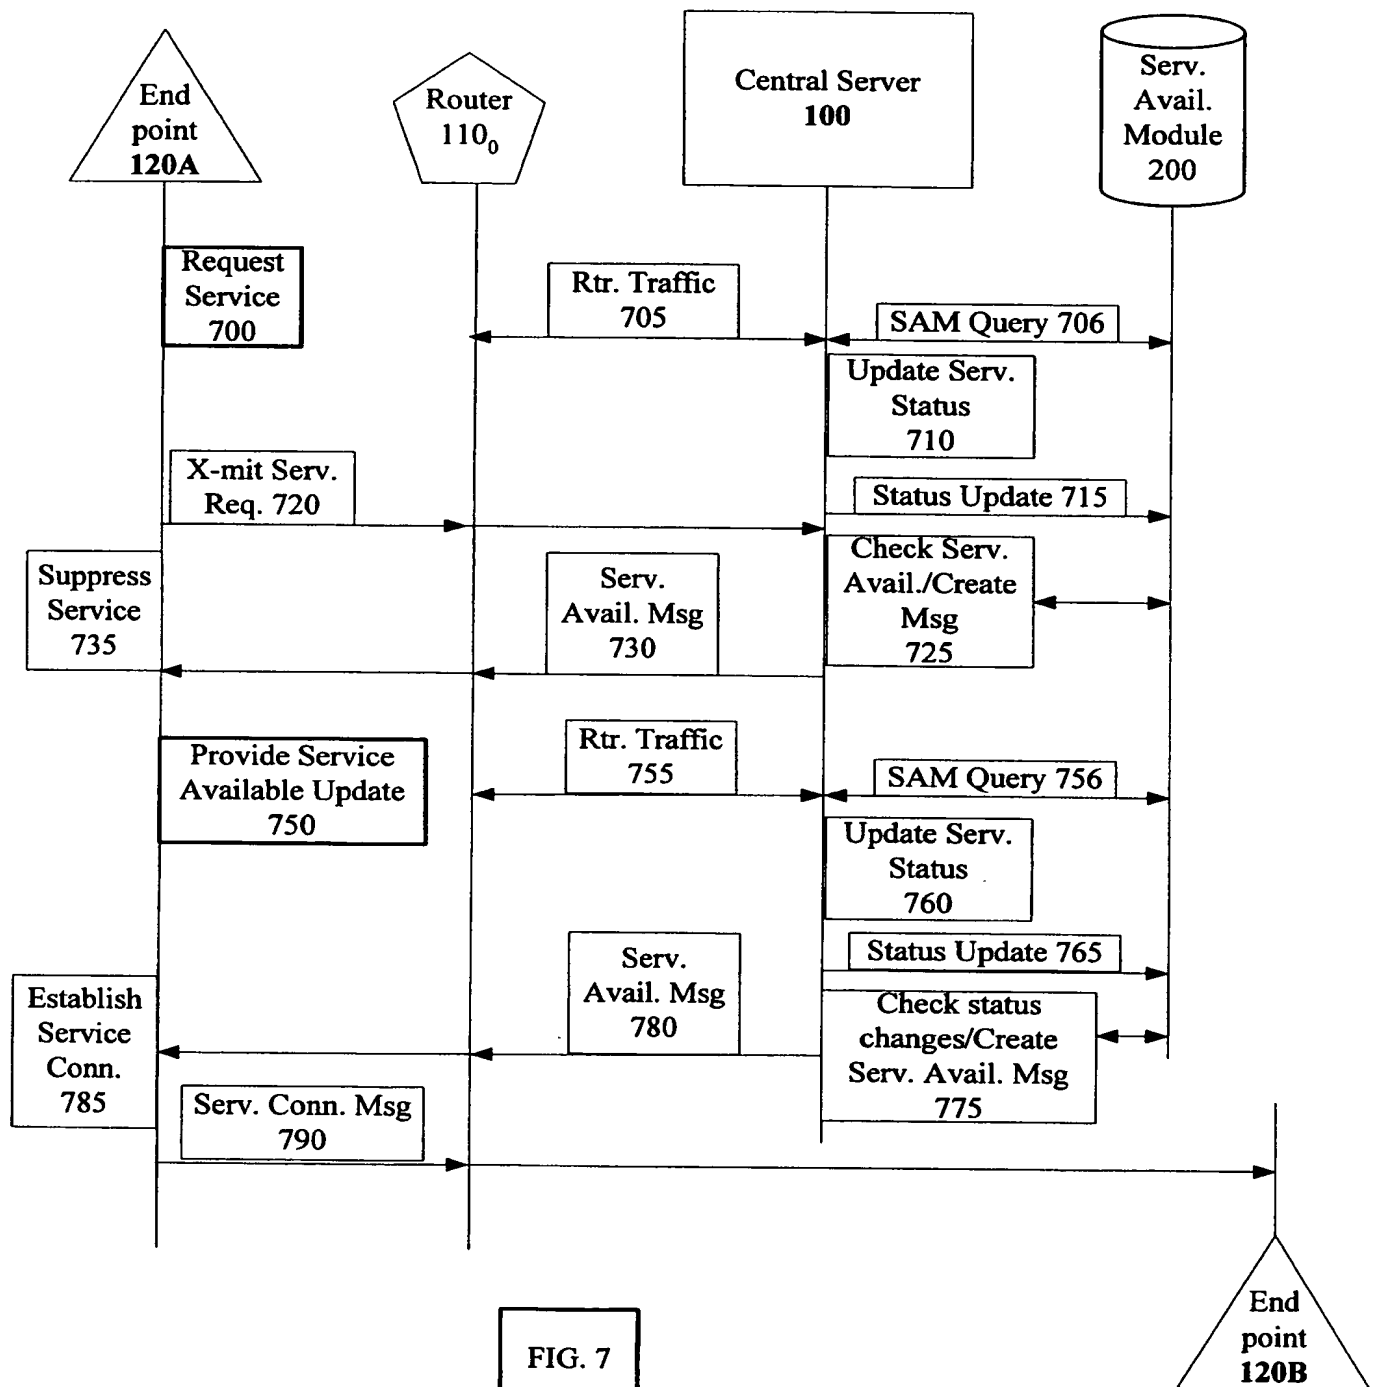 End
point
120A
Router
110₀
Central Server
100
Serv.
Avail.
Module
200
Request
Service
700
Rtr. Traffic
705
SAM Query 706
Update Serv.
Status
710
X-mit Serv.
Req. 720
Status Update 715
Suppress
Service
735
Serv.
Avail. Msg
730
Check Serv.
Avail./Create
Msg
725
Provide Service
Available Update
750
Rtr. Traffic
755
SAM Query 756
Update Serv.
Status
760
Status Update 765
Establish
Service
Conn.
785
Serv.
Avail. Msg
780
Check status
changes/Create
Serv. Avail. Msg
775
Serv. Conn. Msg
790
FIG. 7
End
point
120B